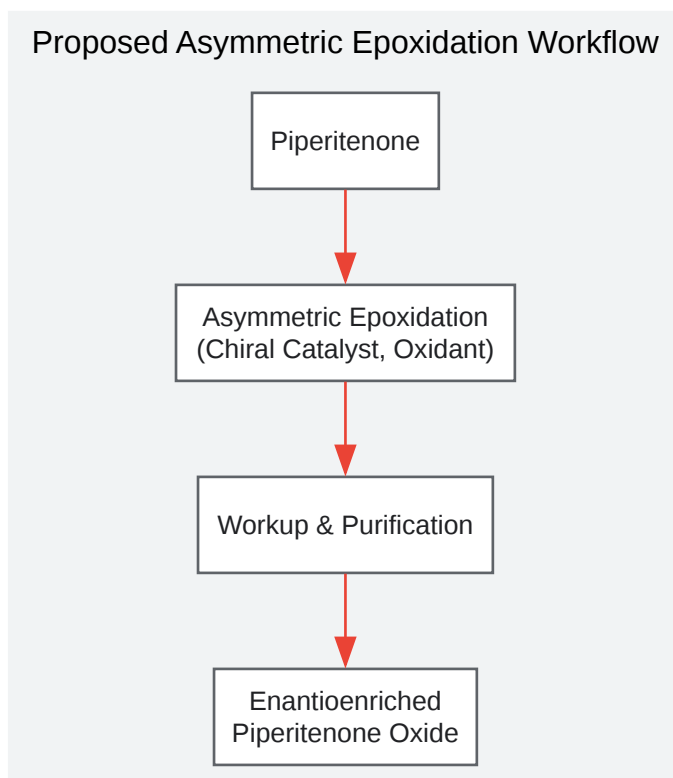 Proposed Asymmetric Epoxidation Workflow
Piperitenone
Asymmetric Epoxidation
(Chiral Catalyst, Oxidant)
Workup & Purification
Enantioenriched
Piperitenone Oxide